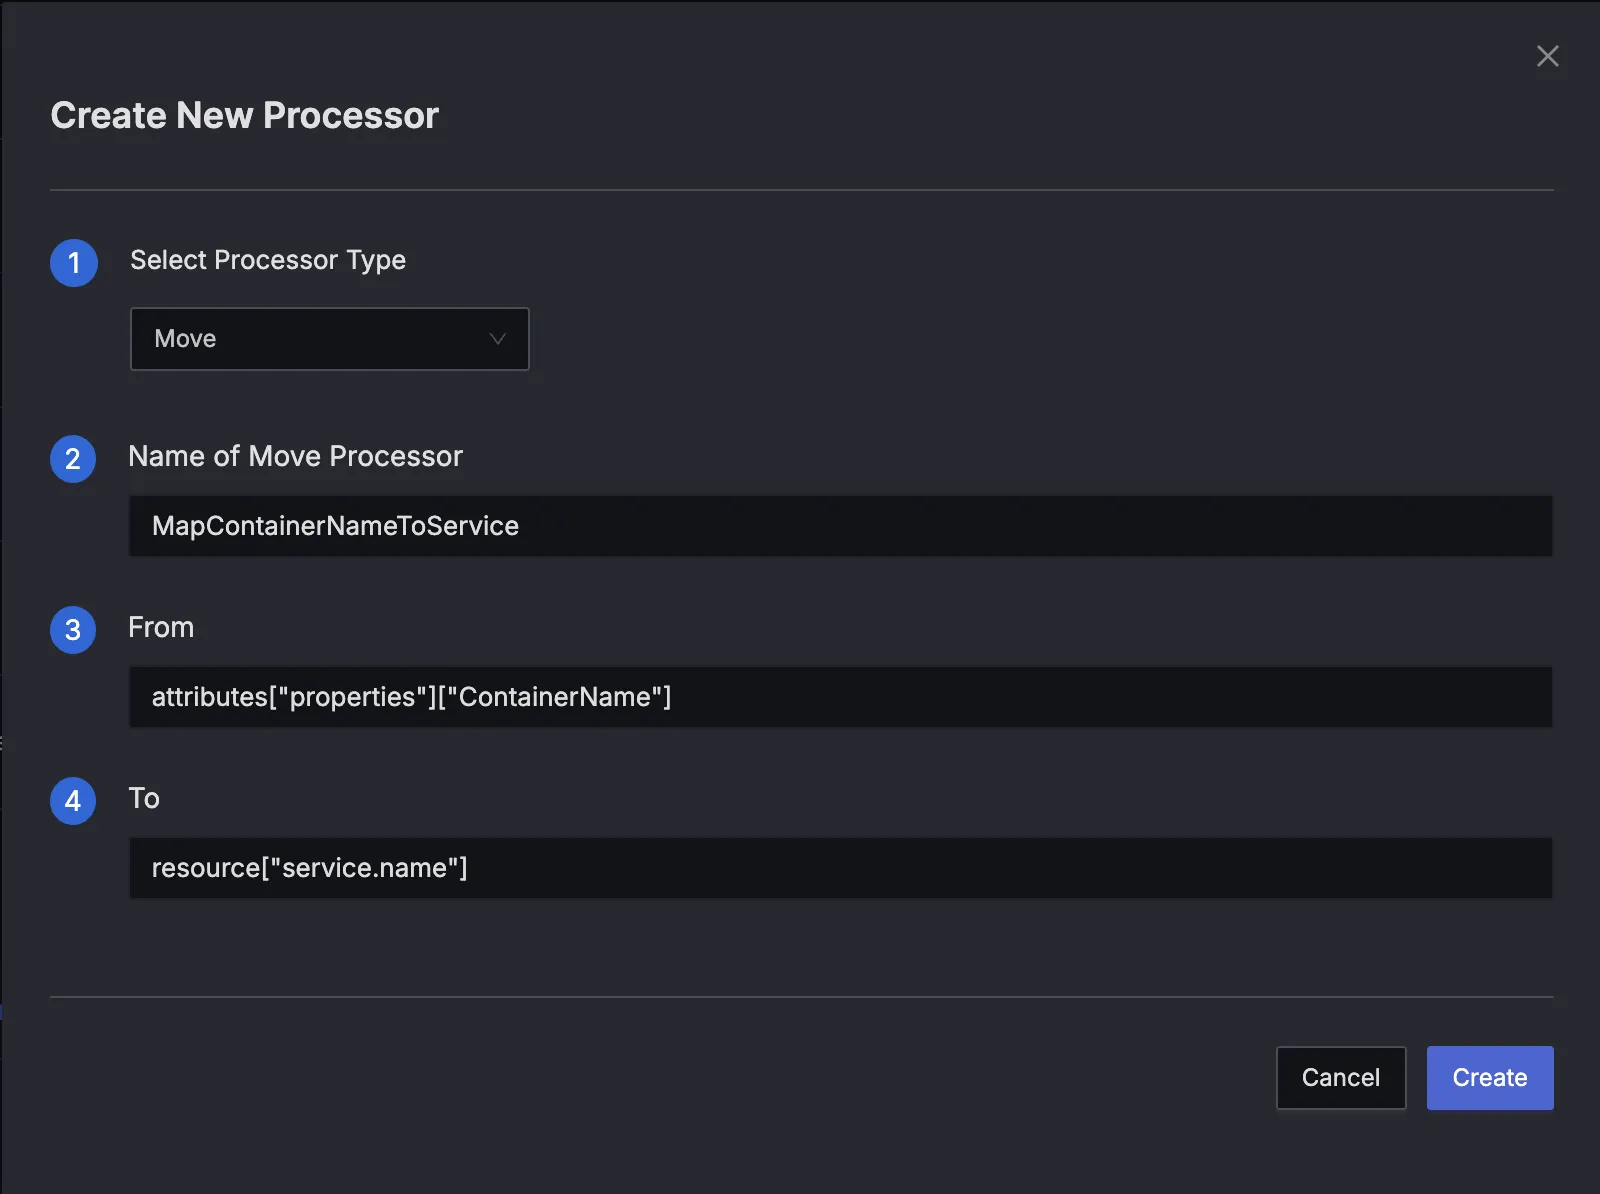 Create New Processor
1 Select Processor Type
Move
2 Name of Move Processor
MapContainerNameToService
3 From
attributes["properties"]["ContainerName"]
4 To
resource["service.name"]
Cancel Create